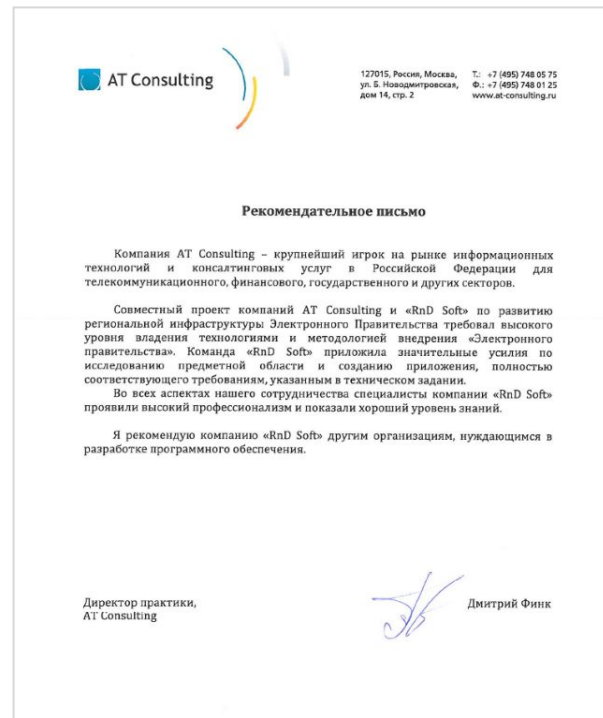 AT Consulting
127015, Россия, Москва,
ул. Б. Новодмитровская,
дом 14, стр. 2
Т.: +7 (495) 748 05 75
Ф.: +7 (495) 748 01 25
www.at-consulting.ru
Рекомендательное письмо
Компания AT Consulting – крупнейший игрок на рынке информационных
технологий и консалтинговых услуг в Российской Федерации для
телекоммуникационного, финансового, государственного и других секторов.
Совместный проект компаний AT Consulting и «RnD Soft» по развитию
региональной инфраструктуры Электронного Правительства требовал высокого
уровня владения технологиями и методологией внедрения «Электронного
правительства». Команда «RnD Soft» приложила значительные усилия по
исследованию предметной области и созданию приложения, полностью
соответствующего требованиям, указанным в техническом задании.
Во всех аспектах нашего сотрудничества специалисты компании «RnD Soft»
проявили высокий профессионализм и показали хороший уровень знаний.
Я рекомендую компанию «RnD Soft» другим организациям, нуждающимся в
разработке программного обеспечения.
Директор практики,
AT Consulting
Дмитрий Финк